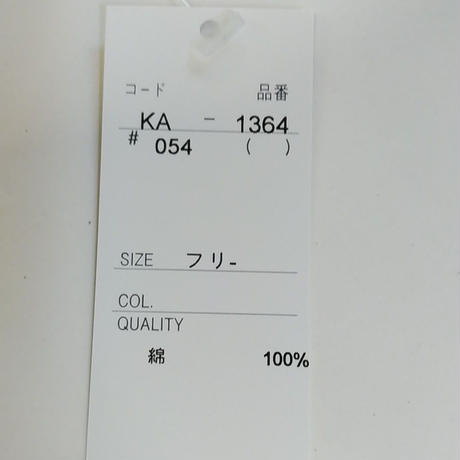 コード 品番
KA - 1364
# 054 ( )
SIZE フリ-
COL.
QUALITY
綿 100%